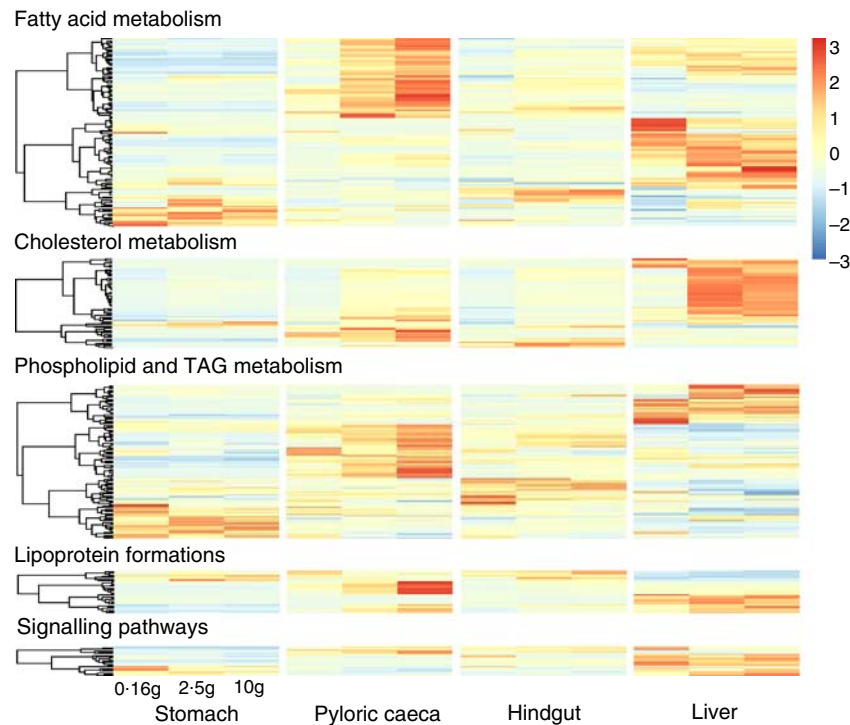 Fatty acid metabolism
3
2
1
0
−1
−2
−3
Cholesterol metabolism
Phospholipid and TAG metabolism
Lipoprotein formations
Signalling pathways
0·16g 2·5g 10g
Stomach Pyloric caeca Hindgut Liver